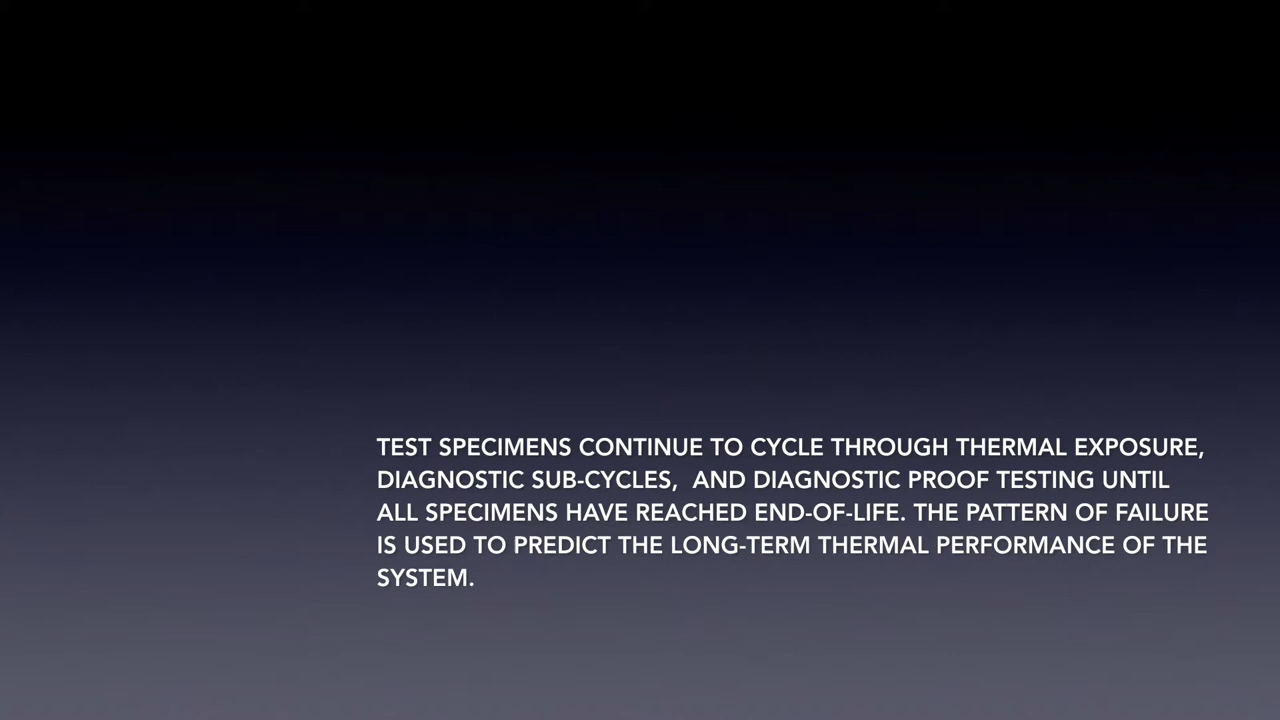 TEST SPECIMENS CONTINUE TO CYCLE THROUGH THERMAL EXPOSURE,
DIAGNOSTIC SUB-CYCLES,  AND DIAGNOSTIC PROOF TESTING UNTIL
ALL SPECIMENS HAVE REACHED END-OF-LIFE. THE PATTERN OF FAILURE
IS USED TO PREDICT THE LONG-TERM THERMAL PERFORMANCE OF THE
SYSTEM.